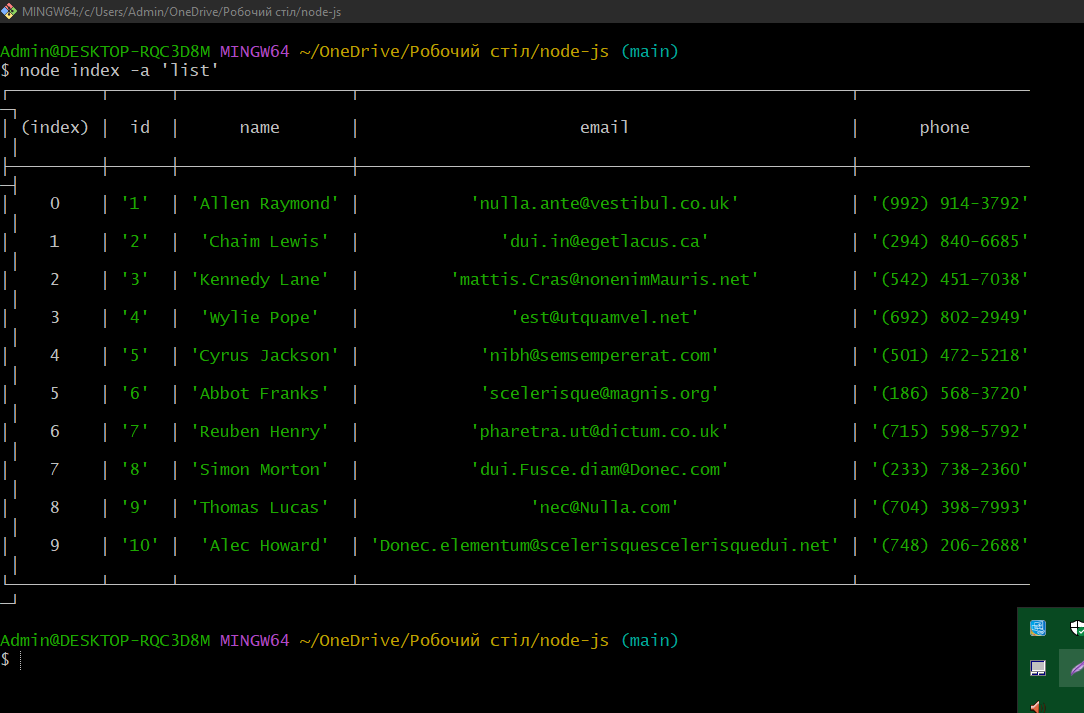 MINGW64:/c/Users/Admin/OneDrive/Робочий стіл/node-js
Admin@DESKTOP-RQC3D8M MINGW64 ~/OneDrive/Робочий стіл/node-js (main)
$ node index -a 'list'
(index) id name email phone
0 '1' 'Allen Raymond' 'nulla.ante@vestibul.co.uk' '(992) 914-3792'
1 '2' 'Chaim Lewis' 'dui.in@egetlacus.ca' '(294) 840-6685'
2 '3' 'Kennedy Lane' 'mattis.Cras@nonenimMauris.net' '(542) 451-7038'
3 '4' 'Wylie Pope' 'est@utquamvel.net' '(692) 802-2949'
4 '5' 'Cyrus Jackson' 'nibh@semsempererat.com' '(501) 472-5218'
5 '6' 'Abbot Franks' 'scelerisque@magnis.org' '(186) 568-3720'
6 '7' 'Reuben Henry' 'pharetra.ut@dictum.co.uk' '(715) 598-5792'
7 '8' 'Simon Morton' 'dui.Fusce.diam@Donec.com' '(233) 738-2360'
8 '9' 'Thomas Lucas' 'nec@Nulla.com' '(704) 398-7993'
9 '10' 'Alec Howard' 'Donec.elementum@scelerisquescelerisquedui.net' '(748) 206-2688'
Admin@DESKTOP-RQC3D8M MINGW64 ~/OneDrive/Робочий стіл/node-js (main)
$